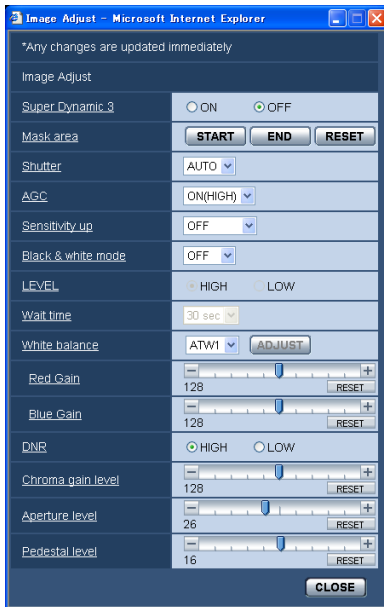 Image Adjust - Microsoft Internet Explorer
*Any changes are updated immediately
Image Adjust
Super Dynamic 3 ON OFF
Mask area START END RESET
Shutter AUTO
AGC ON(HIGH)
Sensitivity up OFF
Black & white mode OFF
LEVEL HIGH LOW
Wait time 30 sec
White balance ATW1 ADJUST
Red Gain 128 RESET
Blue Gain 128 RESET
DNR HIGH LOW
Chroma gain level 128 RESET
Aperture level 26 RESET
Pedestal level 16 RESET
CLOSE